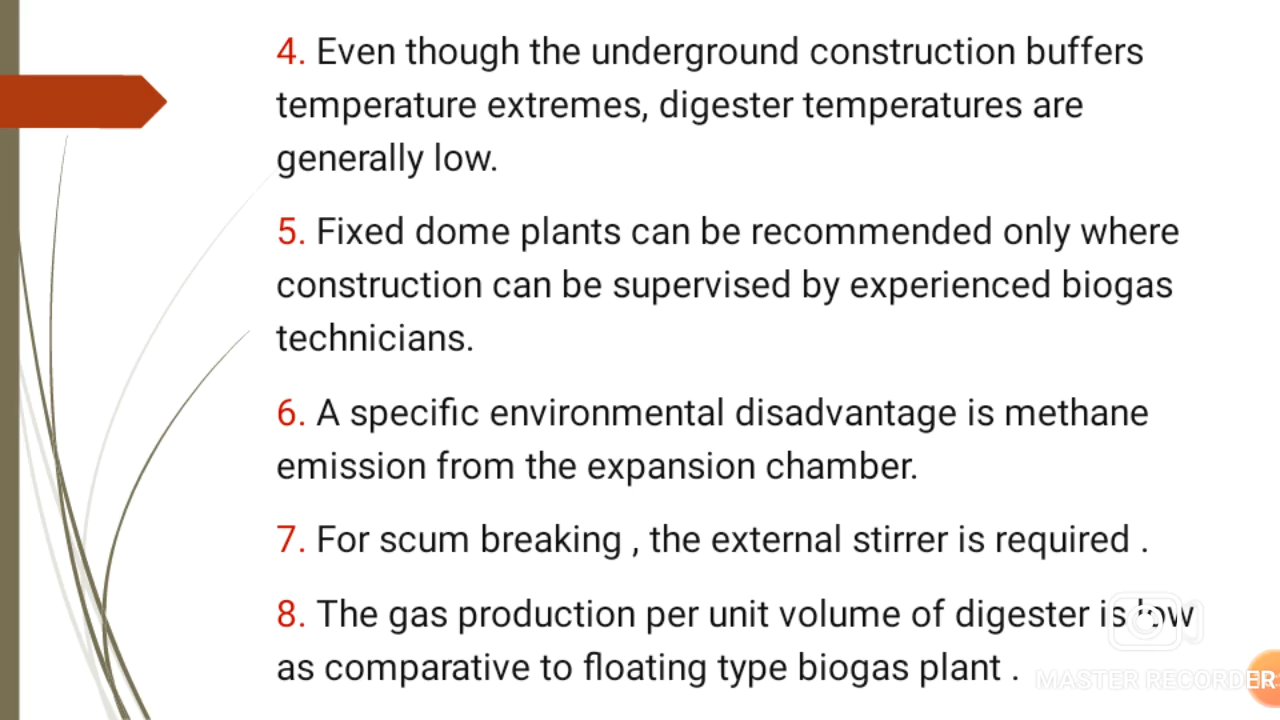 4. Even though the underground construction buffers
temperature extremes, digester temperatures are
generally low.
5. Fixed dome plants can be recommended only where
construction can be supervised by experienced biogas
technicians.
6. A specific environmental disadvantage is methane
emission from the expansion chamber.
7. For scum breaking , the external stirrer is required .
8. The gas production per unit volume of digester is low
as comparative to floating type biogas plant .
MASTER RECORDER